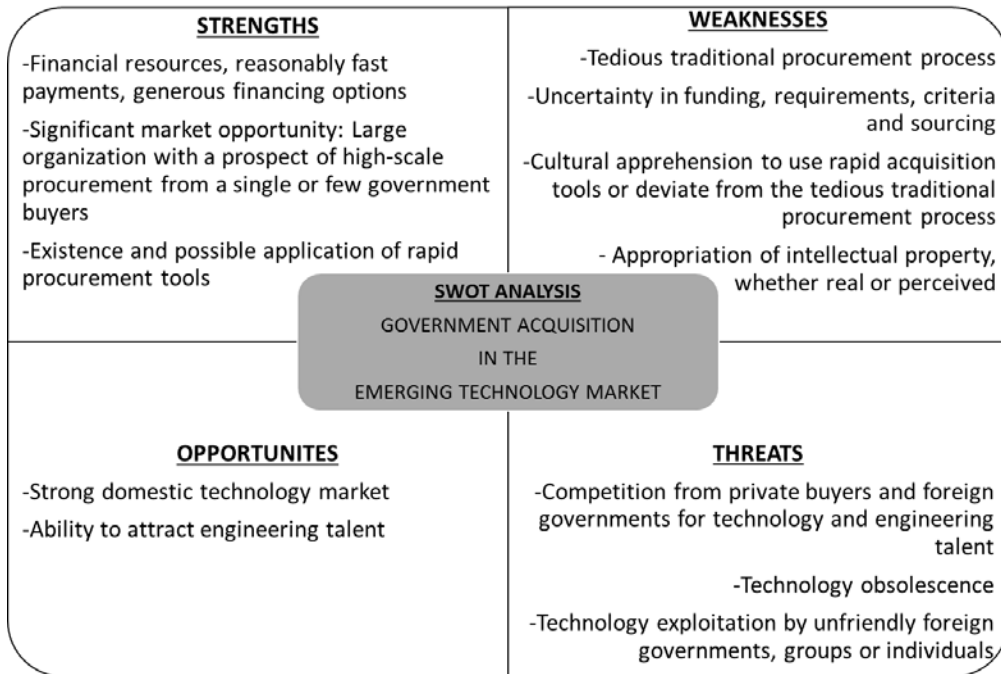 STRENGTHS
-Financial resources, reasonably fast
payments, generous financing options
-Significant market opportunity: Large
organization with a prospect of high-scale
procurement from a single or few government
buyers
-Existence and possible application of rapid
procurement tools
WEAKNESSES
-Tedious traditional procurement process
-Uncertainty in funding, requirements, criteria
and sourcing
-Cultural apprehension to use rapid acquisition
tools or deviate from the tedious traditional
procurement process
- Appropriation of intellectual property,
whether real or perceived
SWOT ANALYSIS
GOVERNMENT ACQUISITION
IN THE
EMERGING TECHNOLOGY MARKET
OPPORTUNITES
-Strong domestic technology market
-Ability to attract engineering talent
THREATS
-Competition from private buyers and foreign
governments for technology and engineering
talent
-Technology obsolescence
-Technology exploitation by unfriendly foreign
governments, groups or individuals